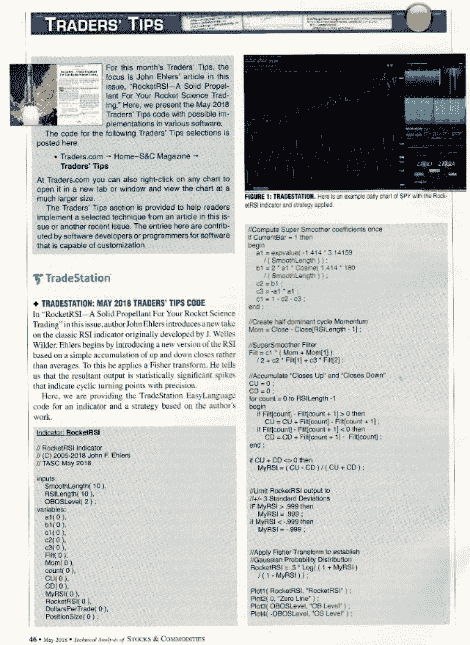 TRADERS' TIPS
For this month's Traders' Tips, the
focus is John Ehlers' article in this
issue, "RocketRSI—A Solid Propel-
lant For Your Rocket Science Trad-
ing." Here, we present the May 2018
Traders' Tips code with possible im-
plementations in various software.
The code for the following Traders' Tips selections is
posted here:
• Traders.com → Home–S&C Magazine →
Traders' Tips
At Traders.com you can also right-click on any chart to
open it in a new tab or window and view the chart at a
much larger size.
The Traders' Tips section is provided to help readers
implement a selected technique from an article in this is-
sue or another recent issue. The entries here are contrib-
uted by software developers or programmers for software
that is capable of customization.
TradeStation
◆ TRADESTATION: MAY 2018 TRADERS' TIPS CODE
In "RocketRSI—A Solid Propellant For Your Rocket Science
Trading" in this issue, author John Ehlers introduces a new take
on the classic RSI indicator originally developed by J. Welles
Wilder. Ehlers begins by introducing a new version of the RSI
based on a simple accumulation of up and down closes rather
than averages. To this he applies a Fisher transform. He tells
us that the resultant output is statistically significant spikes
that indicate cyclic turning points with precision.
Here, we are providing the TradeStation EasyLanguage
code for an indicator and a strategy based on the author's
work.
Indicator: RocketRSI
// RocketRSI Indicator
// (C) 2005-2018 John F. Ehlers
// TASC May 2018
inputs:
SmoothLength( 10 ),
RSILength( 10 ),
OBOSLevel( 2 ) ;
variables:
a1( 0 ),
b1( 0 ),
c1( 0 ),
c2( 0 ),
c3( 0 ),
Filt( 0 ),
Mom( 0 ),
count( 0 ),
CU( 0 ),
CD( 0 ),
MyRSI( 0 ),
RocketRSI( 0 ),
DollarsPerTrade( 0 ),
PositionSize( 0 ) ;
FIGURE 1: TRADESTATION. Here is an example daily chart of SPY with the Rock-
etRSI indicator and strategy applied.
//Compute Super Smoother coefficients once
If CurrentBar = 1 then
begin
a1 = expvalue( -1.414 * 3.14159
/ ( SmoothLength ) ) ;
b1 = 2 * a1 * Cosine( 1.414 * 180
/ ( SmoothLength ) ) ;
c2 = b1 ;
c3 = -a1 * a1 ;
c1 = 1 - c2 - c3 ;
end ;
//Create half dominant cycle Momentum
Mom = Close - Close[RSILength - 1] ;
//SuperSmoother Filter
Filt = c1 * ( Mom + Mom[1] )
/ 2 + c2 * Filt[1] + c3 * Filt[2] ;
//Accumulate "Closes Up" and "Closes Down"
CU = 0 ;
CD = 0 ;
for count = 0 to RSILength -1
begin
if Filt[count] - Filt[count + 1] > 0 then
CU = CU + Filt[count] - Filt[count + 1] ;
if Filt[count] - Filt[count + 1] < 0 then
CD = CD + Filt[count + 1] - Filt[count] ;
end ;
if CU + CD <> 0 then
MyRSI = ( CU - CD ) / ( CU + CD ) ;
//Limit RocketRSI output to
//+/- 3 Standard Deviations
IF MyRSI > .999 then
MyRSI = .999 ;
if MyRSI < -.999 then
MyRSI = -.999 ;
//Apply Fisher Transform to establish
//Gaussian Probability Distribution
RocketRSI = .5 * Log( ( 1 + MyRSI )
/ ( 1 - MyRSI ) ) ;
Plot1( RocketRSI, "RocketRSI" ) ;
Plot2( 0, "Zero Line" ) ;
Plot3( OBOSLevel, "OB Level" ) ;
Plot4( -OBOSLevel, "OS Level" ) ;
46 • May 2018 • Technical Analysis of STOCKS & COMMODITIES